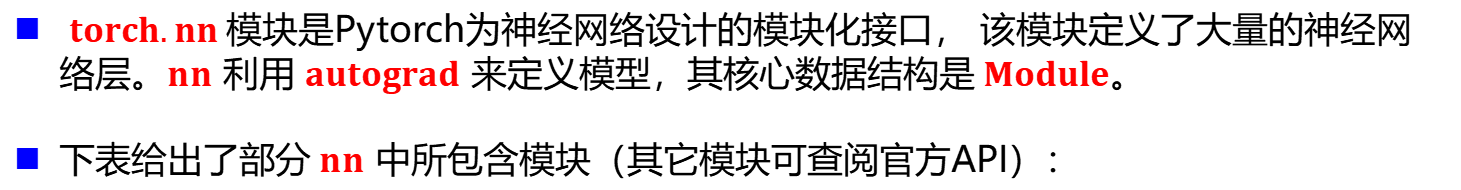 ■ torch. nn 模块是Pytorch为神经网络设计的模块化接口， 该模块定义了大量的神经网
络层。nn 利用 autograd 来定义模型，其核心数据结构是 Module。
■ 下表给出了部分 nn 中所包含模块（其它模块可查阅官方API）: